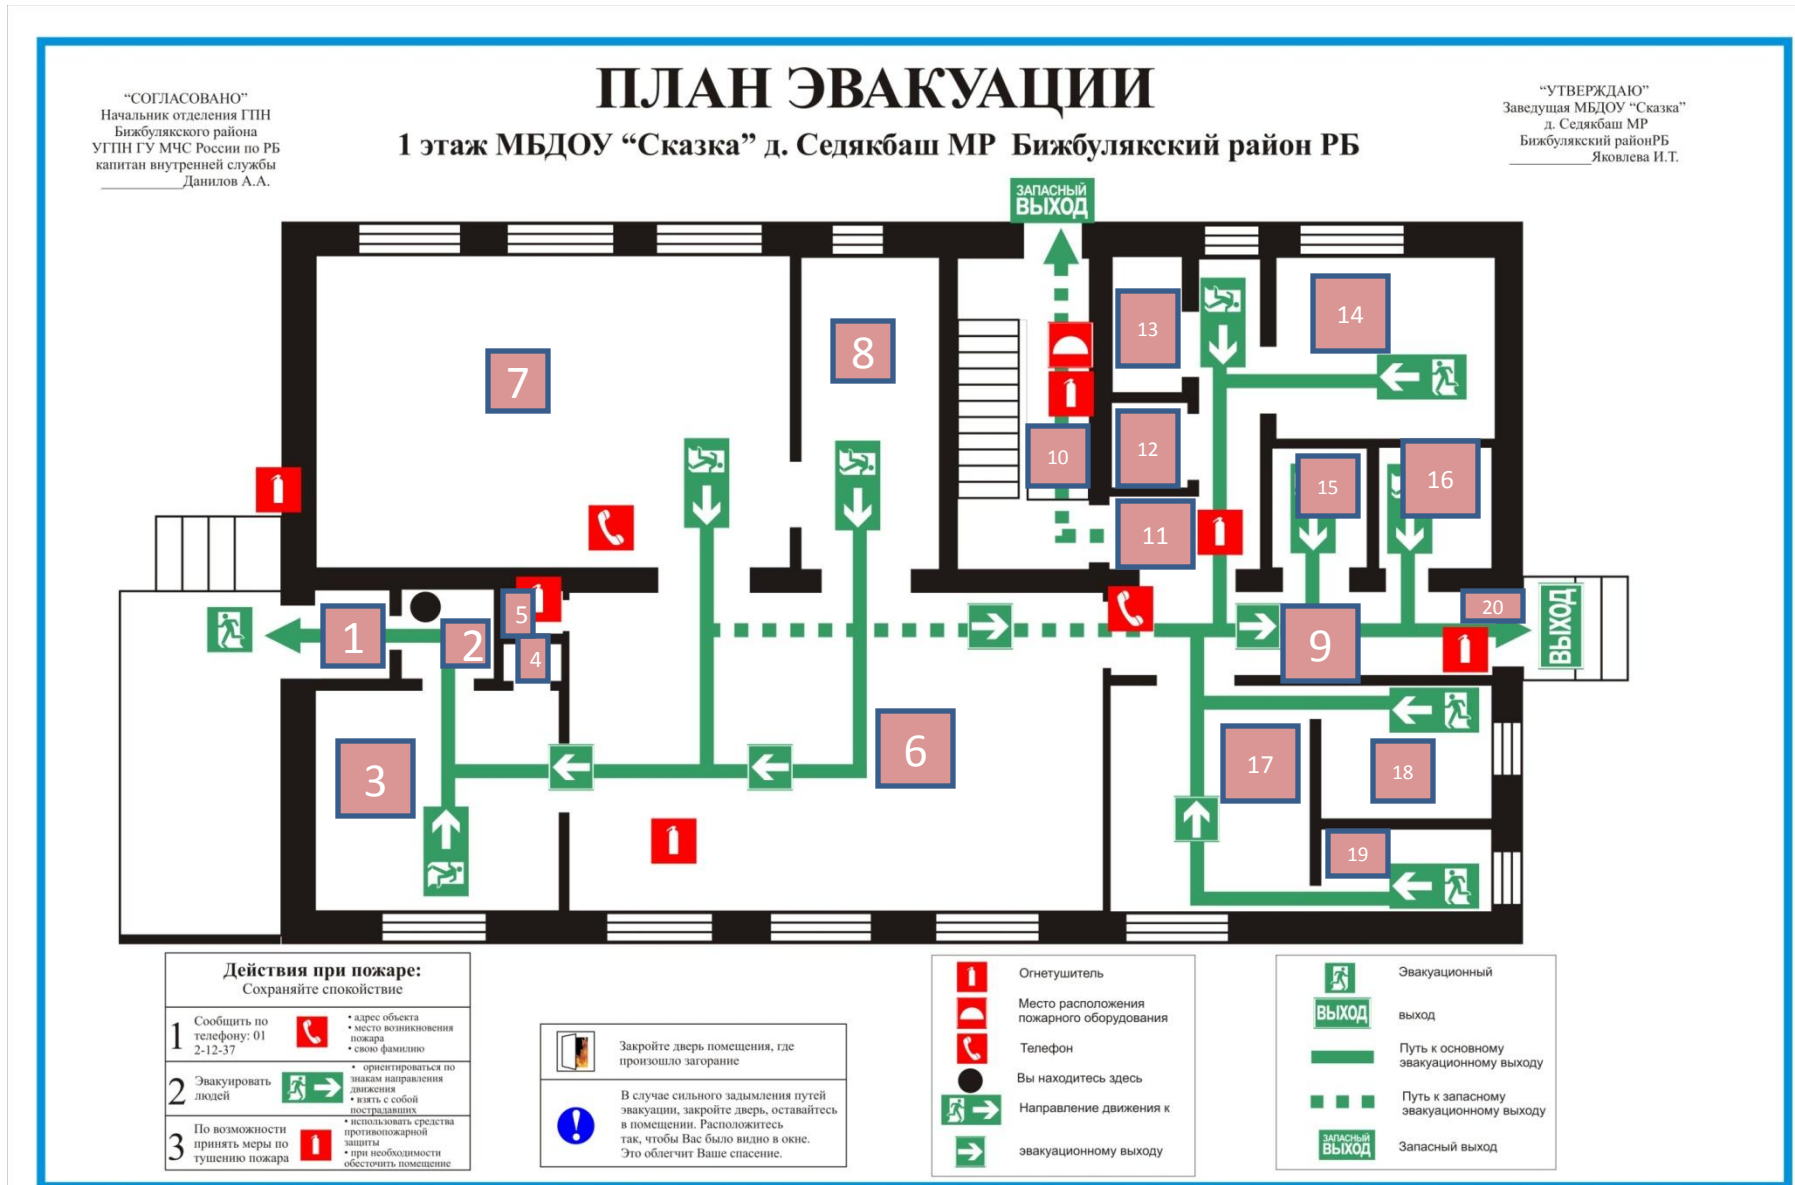 ПЛАН ЭВАКУАЦИИ
1 этаж МБДОУ “Сказка” д. Седякбаш МР Бижбулякский район РБ
“СОГЛАСОВАНО”
Начальник отделения ГПН
Бижбулякского района
УГПН ГУ МЧС России по РБ
капитан внутренней службы
____________Данилов А.А.
“УТВЕРЖДАЮ”
Заведущая МБДОУ “Сказка”
д. Седякбаш МР
Бижбулякский районРБ
____________Яковлева И.Т.
ЗАПАСНЫЙ
ВЫХОД
13
14
8
7
12
10
15
16
11
5
20
1
2
4
9
ВЫХОД
6
3
17
18
19
Действия при пожаре:
Сохраняйте спокойствие
1
Сообщить по
телефону: 01
2-12-37
• адрес объекта
• место возникновения
пожара
• свою фамилию
2
Эвакуировать
людей
• ориентироваться по
знакам направления
движения
• взять с собой
пострадавших
3
По возможности
принять меры по
тушению пожара
• использовать средства
противопожарной
защиты
• при необходимости
обесточить помещение
Закройте дверь помещения, где
произошло загорание
В случае сильного задымления путей
эвакуации, закройте дверь, оставайтесь
в помещении. Расположитесь
так, чтобы Вас было видно в окне.
Это облегчит Ваше спасение.
Огнетушитель
Место расположения
пожарного оборудования
Телефон
Вы находитесь здесь
Направление движения к
эвакуационному выходу
Эвакуационный
ВЫХОД
выход
Путь к основному
эвакуационному выходу
Путь к запасному
эвакуационному выходу
ЗАПАСНЫЙ
ВЫХОД
Запасный выход